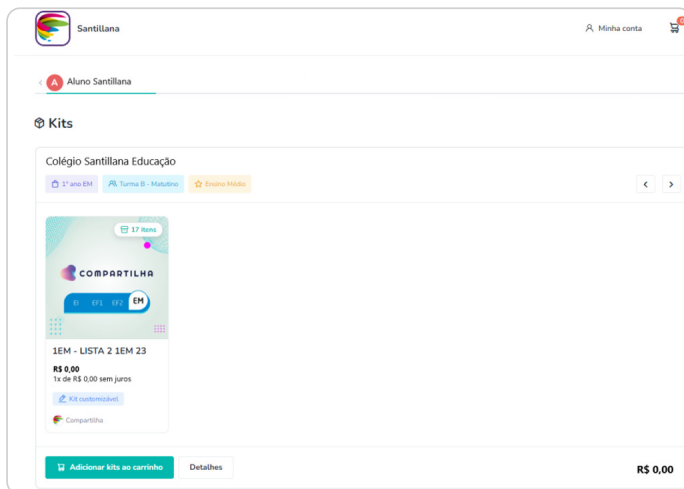 Santillana
Minha conta
A Aluno Santillana
Kits
Colégio Santillana Educação
1º ano EM
Turma B - Matutino
Ensino Médio
17 itens
COMPARTILHA
EI EF1 EF2 EM
1EM - LISTA 2 1EM 23
R$ 0,00
1x de R$ 0,00 sem juros
Kit customizável
Compartilha
Adicionar kits ao carrinho
Detalhes
R$ 0,00